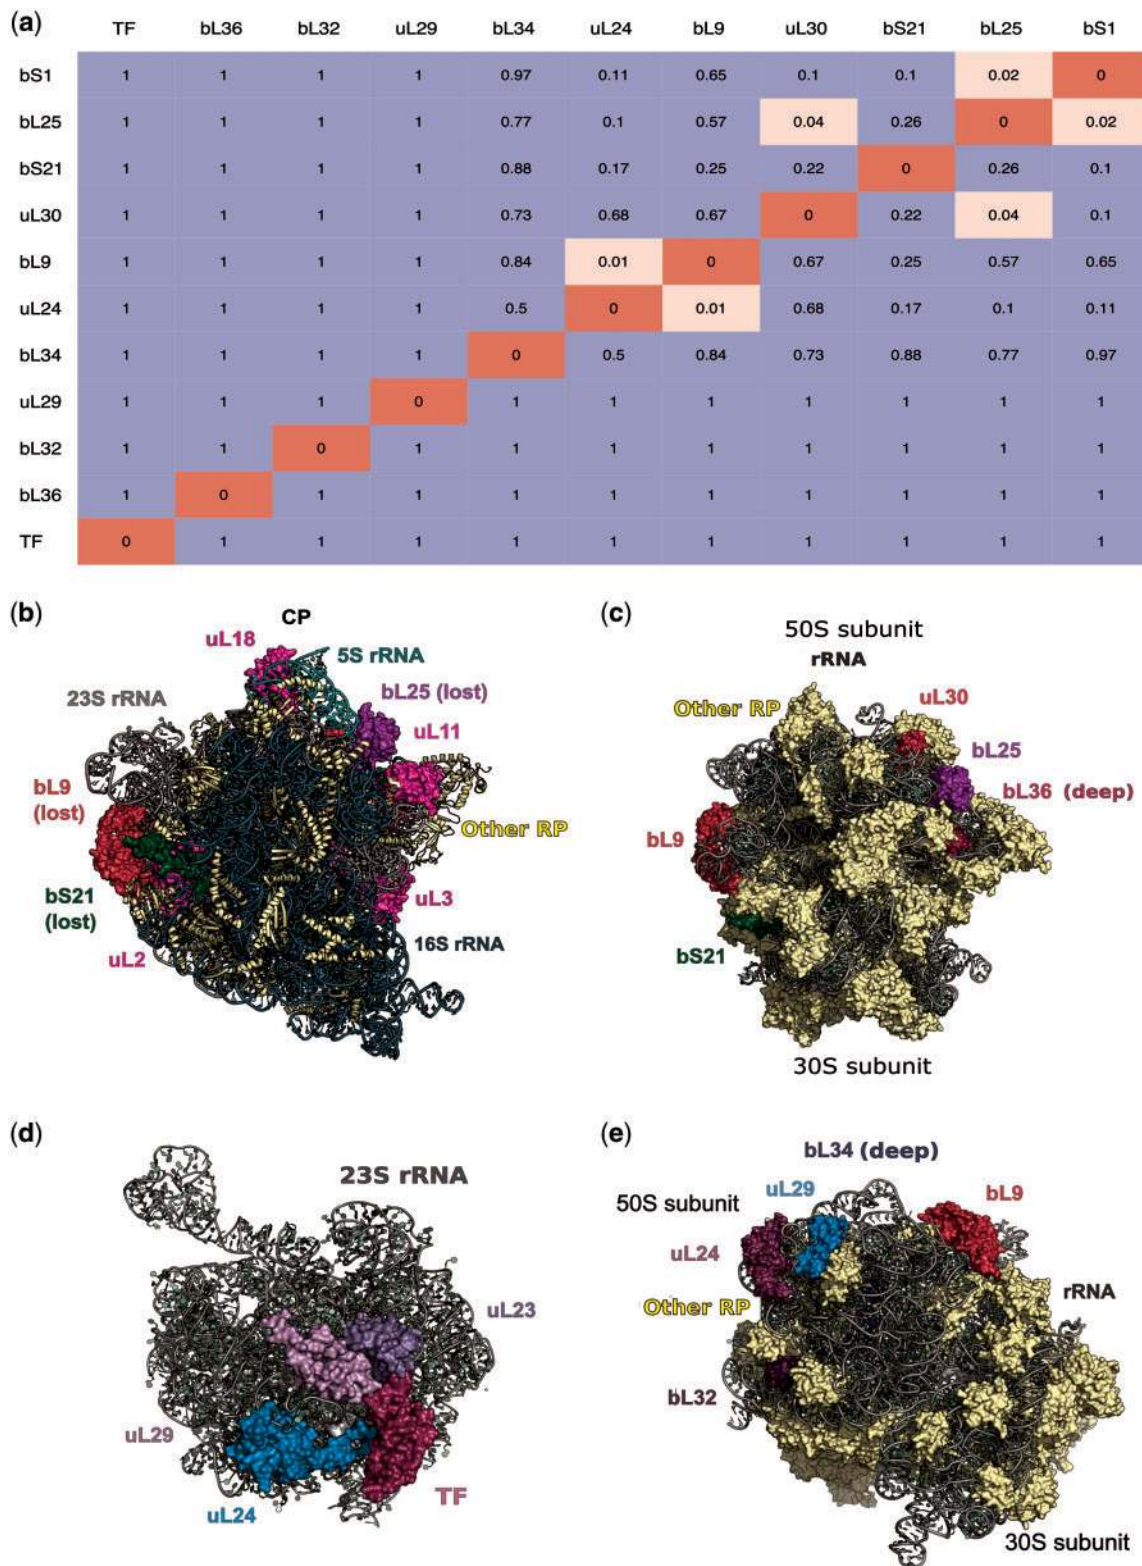 (a)
TF bL36 bL32 uL29 bL34 uL24 bL9 uL30 bS21 bL25 bS1
bS1 1 1 1 1 0.97 0.11 0.65 0.1 0.1 0.02 0
bL25 1 1 1 1 0.77 0.1 0.57 0.04 0.26 0 0.02
bS21 1 1 1 1 0.88 0.17 0.25 0.22 0 0.26 0.1
uL30 1 1 1 1 0.73 0.68 0.67 0 0.22 0.04 0.1
bL9 1 1 1 1 0.84 0.01 0 0.67 0.25 0.57 0.65
uL24 1 1 1 1 0.5 0 0.01 0.68 0.17 0.1 0.11
bL34 1 1 1 1 0 0.5 0.84 0.73 0.88 0.77 0.97
uL29 1 1 1 0 1 1 1 1 1 1 1
bL32 1 1 0 1 1 1 1 1 1 1 1
bL36 1 0 1 1 1 1 1 1 1 1 1
TF 0 1 1 1 1 1 1 1 1 1 1
(b)
CP
uL18
5S rRNA
23S rRNA
bL25 (lost)
uL11
bL9
(lost)
Other RP
bS21
(lost)
uL3
uL2
16S rRNA
(c)
50S subunit
rRNA
Other RP
uL30
bL25
bL36 (deep)
bL9
bS21
30S subunit
(d)
23S rRNA
uL23
uL29
TF
uL24
(e)
bL34 (deep)
50S subunit
uL29
bL9
uL24
Other RP
rRNA
bL32
30S subunit